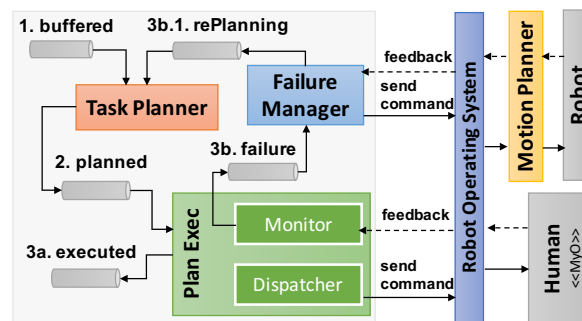 1. buffered
3b.1. rePlanning
Task Planner
Failure
Manager
feedback
send
command
2. planned
3b. failure
Plan Exec
Monitor
Dispatcher
3a. executed
feedback
send
command
Robot Operating System
Motion Planner
Robot
Human
<<MyO>>